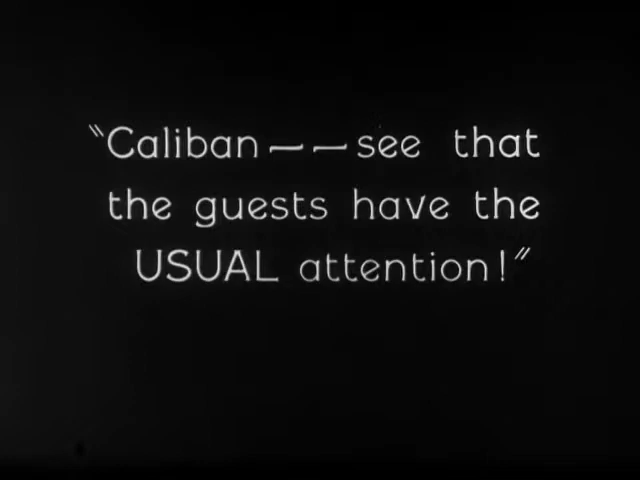 "Caliban — — see that
the guests have the
USUAL attention!"